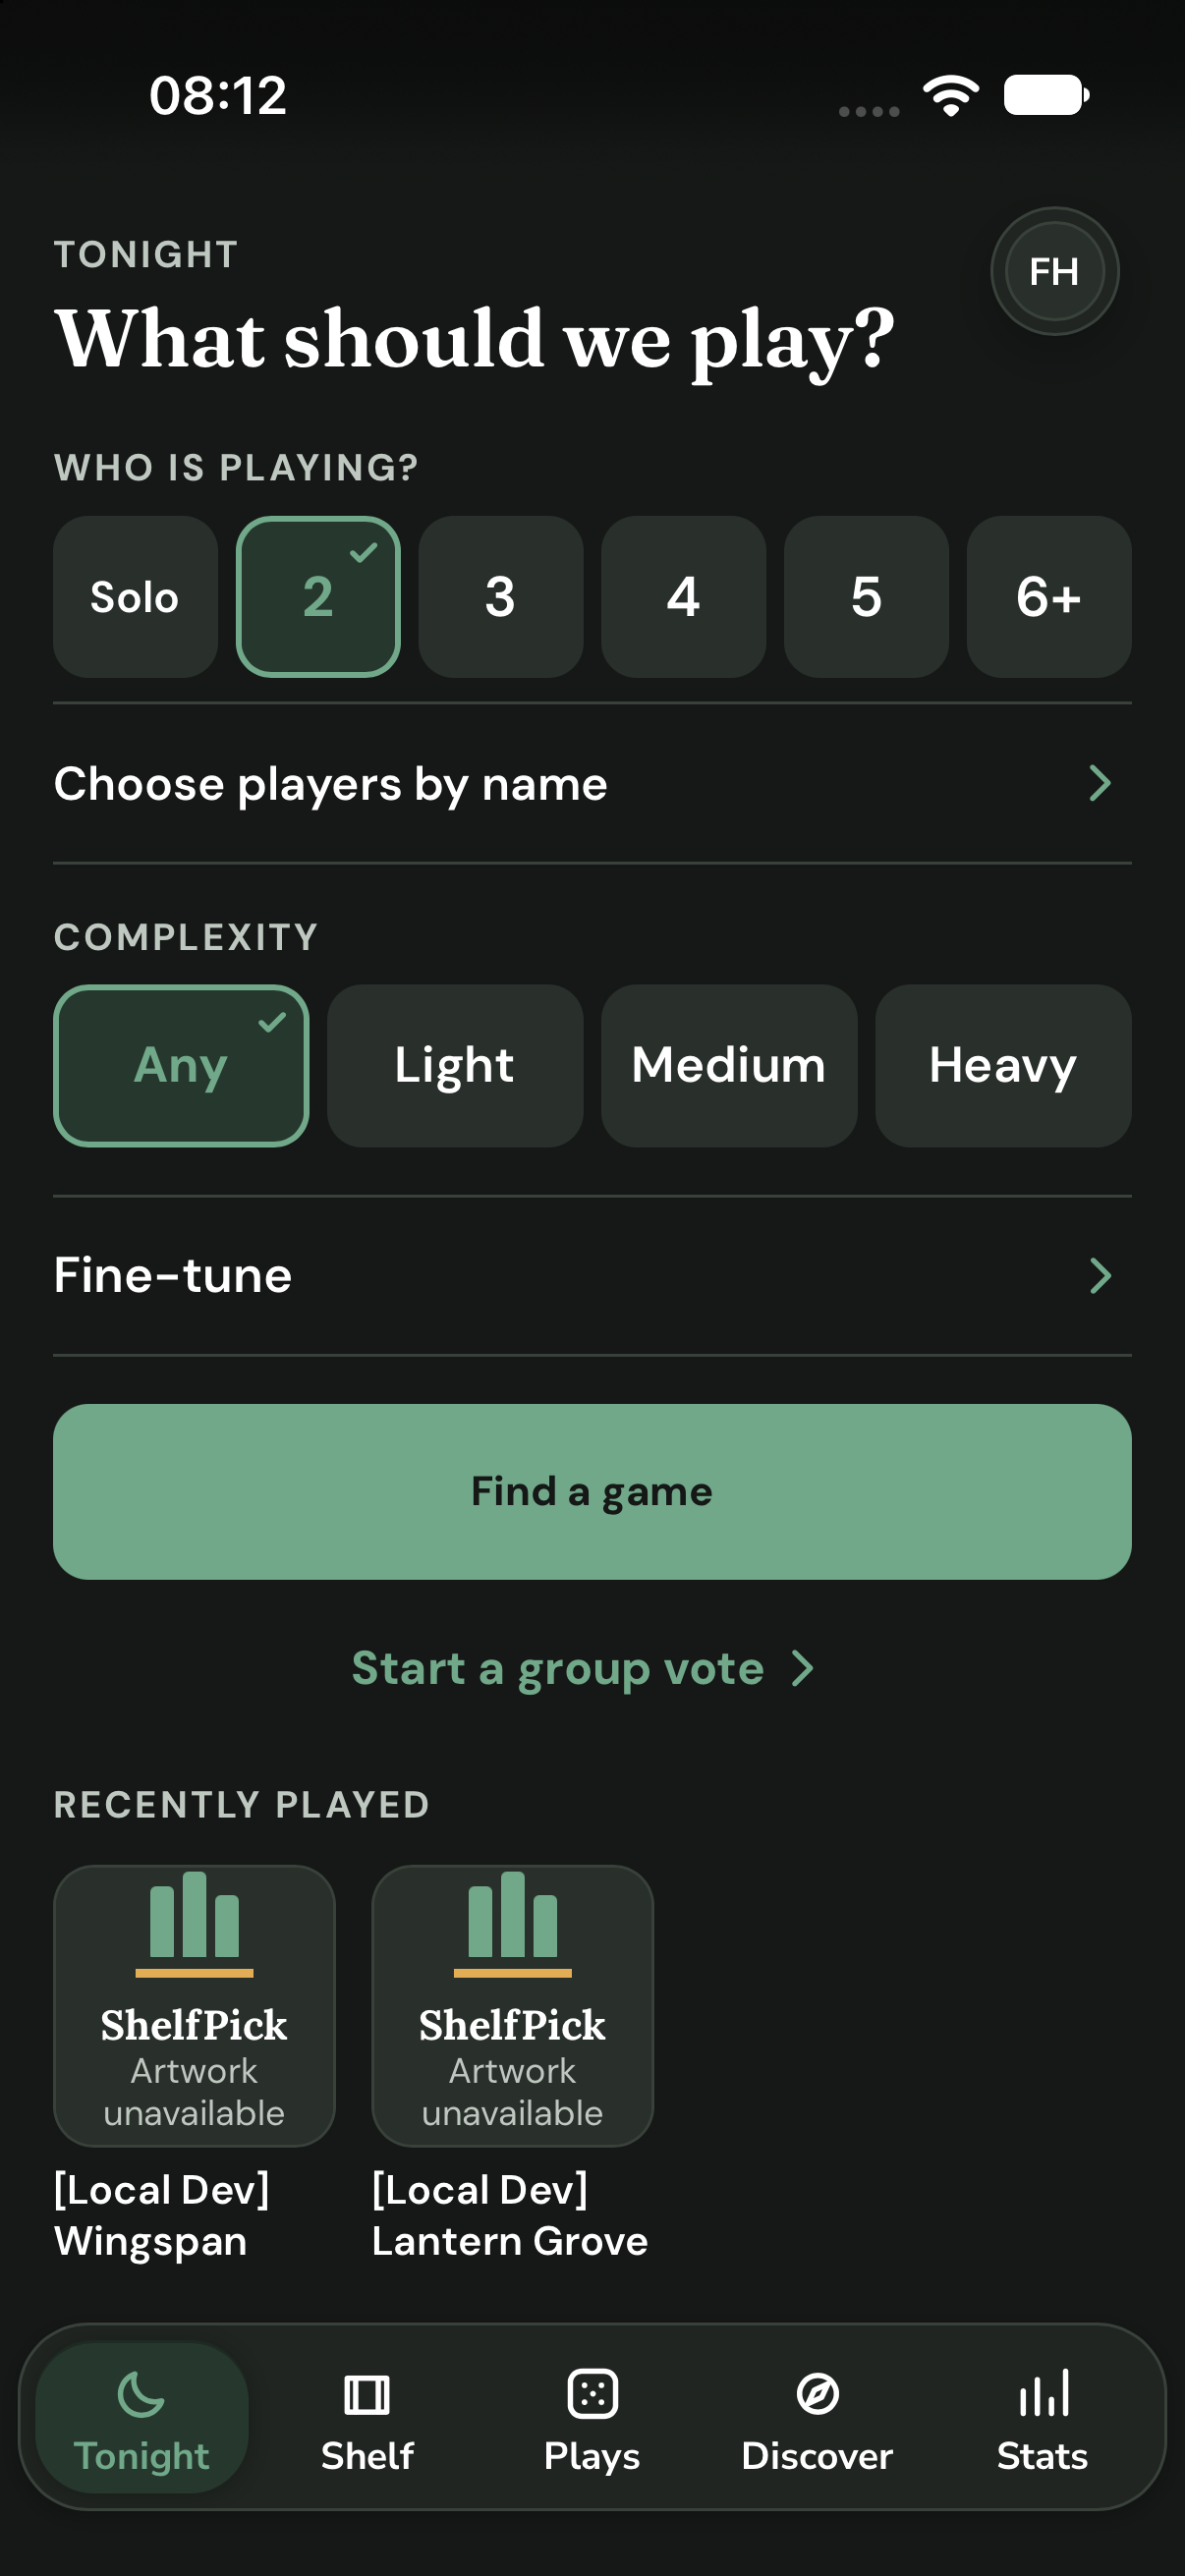 08:12
TONIGHT
FH
What should we play?
WHO IS PLAYING?
Solo 2 3 4 5 6+
Choose players by name
COMPLEXITY
Any Light Medium Heavy
Fine-tune
Find a game
Start a group vote
RECENTLY PLAYED
ShelfPick
Artwork
unavailable
[Local Dev]
Wingspan
ShelfPick
Artwork
unavailable
[Local Dev]
Lantern Grove
Tonight Shelf Plays Discover Stats